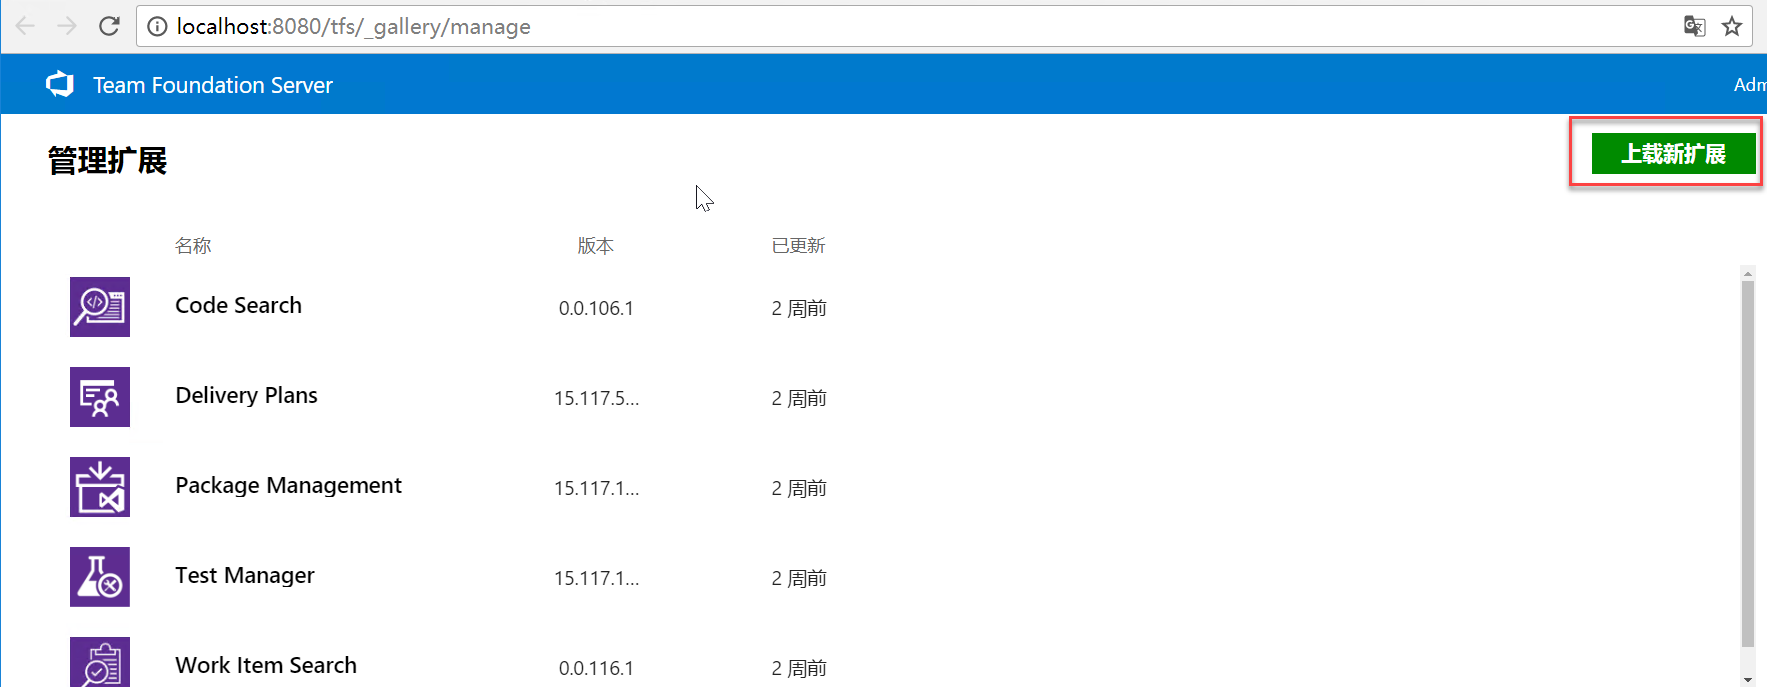 localhost:8080/tfs/_gallery/manage
Team Foundation Server
Adm
管理扩展
上载新扩展
名称 版本 已更新
Code Search 0.0.106.1 2 周前
Delivery Plans 15.117.5... 2 周前
Package Management 15.117.1... 2 周前
Test Manager 15.117.1... 2 周前
Work Item Search 0.0.116.1 2 周前